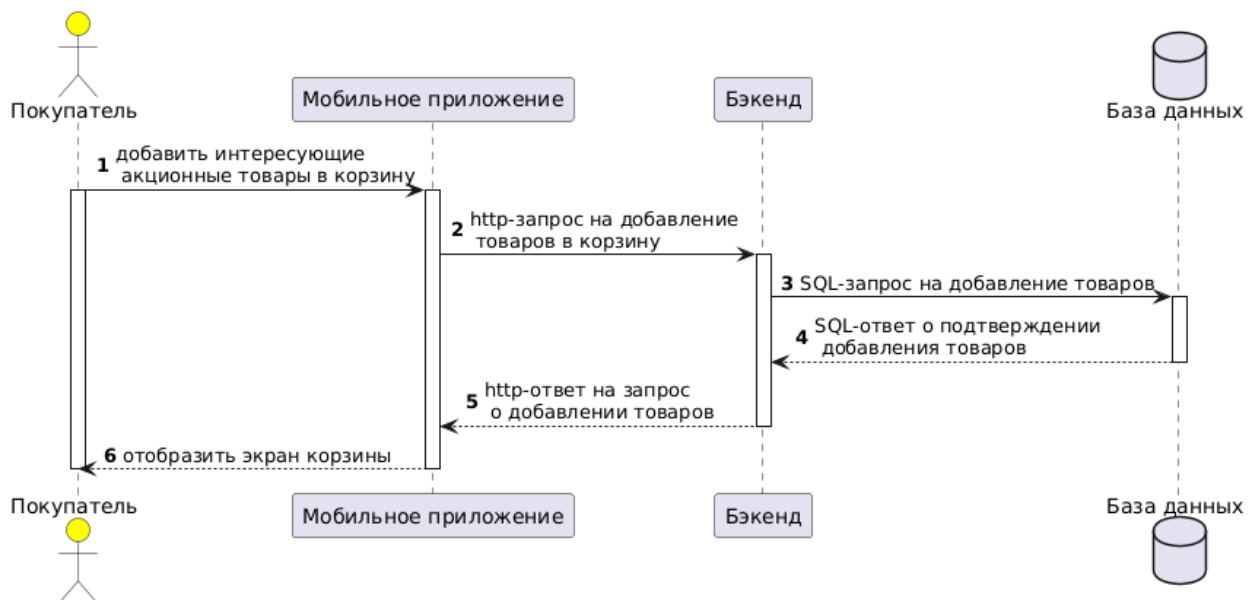 Покупатель
Мобильное приложение
Бэкенд
База данных
1 добавить интересующие
акционные товары в корзину
2 http-запрос на добавление
товаров в корзину
3 SQL-запрос на добавление товаров
4 SQL-ответ о подтверждении
добавления товаров
5 http-ответ на запрос
о добавлении товаров
6 отобразить экран корзины
Покупатель
Мобильное приложение
Бэкенд
База данных